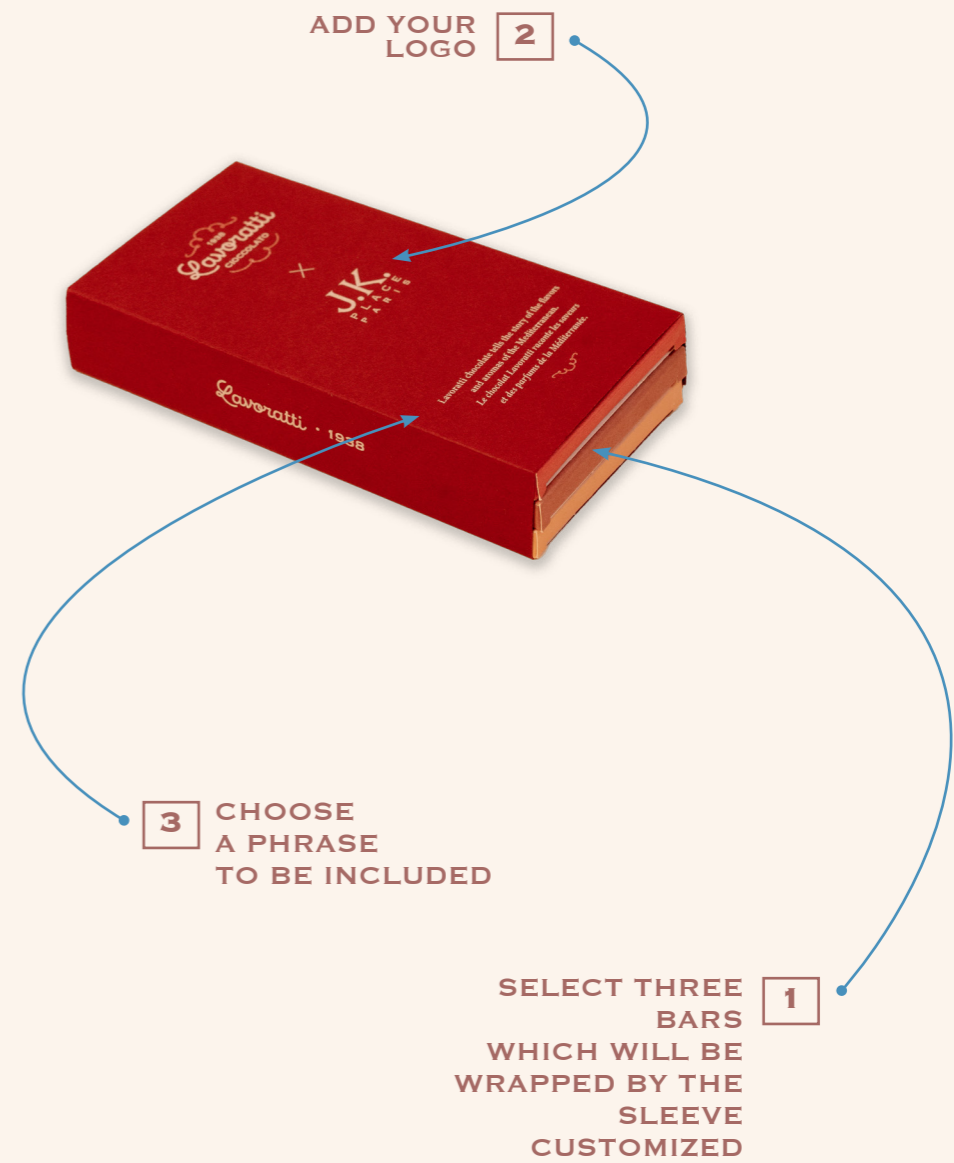 ADD YOUR
LOGO
2
1938
Lavoratti
CIOCCOLATO
X
J.K.
PLACE
PARIS
Lavoratti chocolate tells the story of the flavors
and aromas of the Mediterranean.
Le chocolat Lavoratti raconte les saveurs
et des parfums de la Méditerranée.
Lavoratti · 1938
3
CHOOSE
A PHRASE
TO BE INCLUDED
1
SELECT THREE
BARS
WHICH WILL BE
WRAPPED BY THE
SLEEVE
CUSTOMIZED